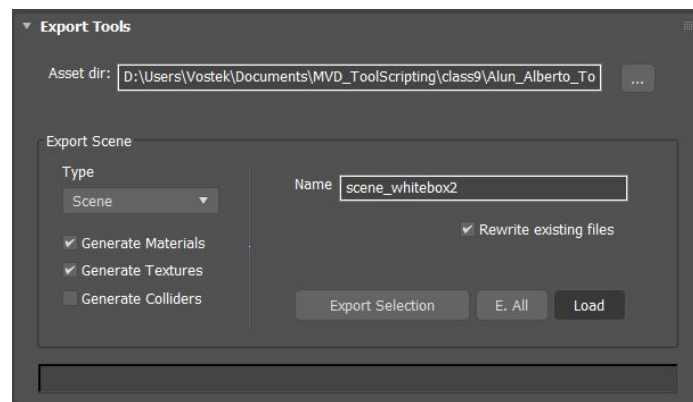 Export Tools
Asset dir: D:\Users\Vostek\Documents\MVD_ToolScripting\class9\Alun_Alberto_To ...
Export Scene
Type
Scene
Name scene_whitebox2
Rewrite existing files
Generate Materials
Generate Textures
Generate Colliders
Export Selection E. All Load